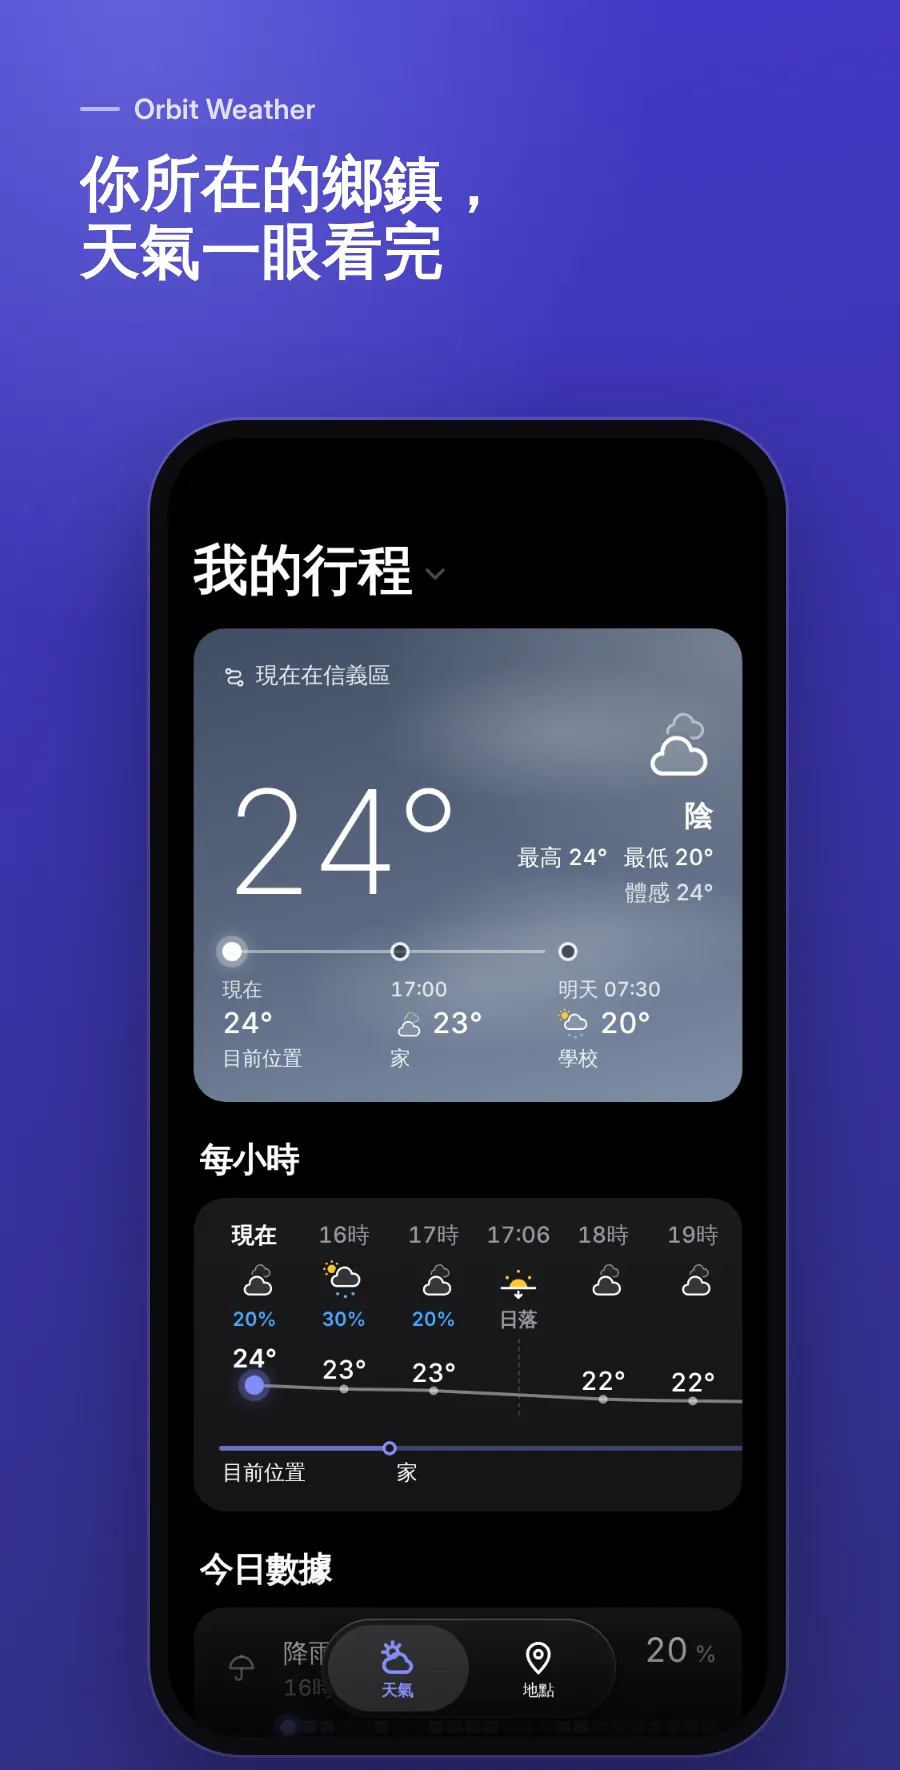 Orbit Weather
你所在的鄉鎮，
天氣一眼看完
我的行程
現在在信義區
24°
陰
最高 24° 最低 20°
體感 24°
現在 17:00 明天 07:30
24° 23° 20°
目前位置 家 學校
每小時
現在 16時 17時 17:06 18時 19時
20% 30% 20% 日落
24° 23° 23° 22° 22°
目前位置 家
今日數據
降雨 20 %
16時
天氣 地點